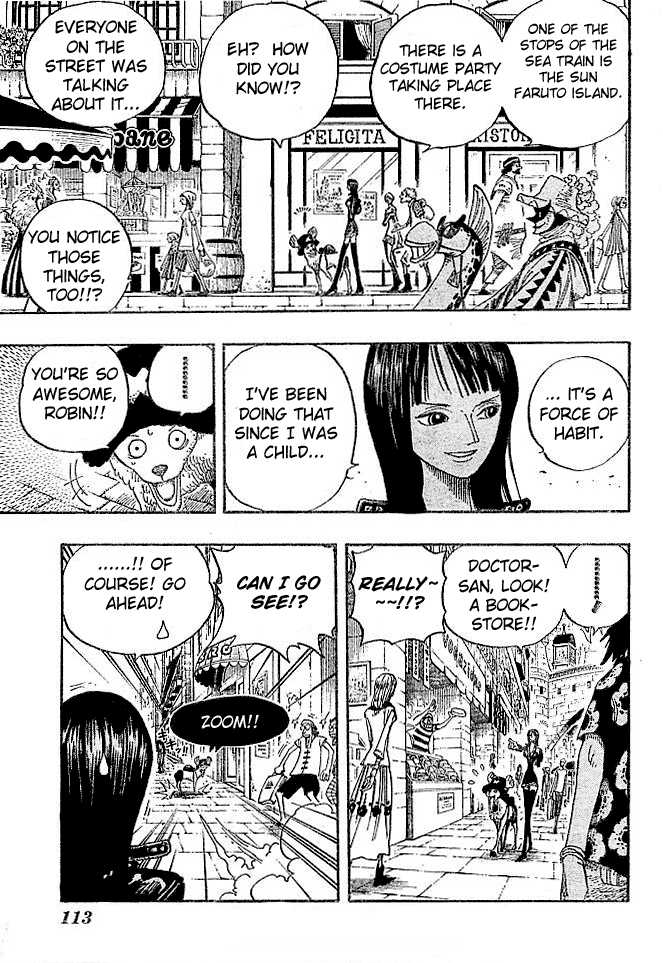 ONE OF THE
STOPS OF THE
SEA TRAIN IS
THE SUN
FARUTO ISLAND.
THERE IS A
COSTUME PARTY
TAKING PLACE
THERE.
EH? HOW
DID YOU
KNOW!?
EVERYONE
ON THE
STREET WAS
TALKING
ABOUT IT...
YOU NOTICE
THOSE
THINGS,
TOO!!?
FELIGITA
... IT'S A
FORCE OF
HABIT.
I'VE BEEN
DOING THAT
SINCE I WAS
A CHILD...
YOU'RE SO
AWESOME,
ROBIN!!
DOCTOR-
SAN, LOOK!
A BOOK-
STORE!!
REALLY~
~~!!?
CAN I GO
SEE!?
......!! OF
COURSE! GO
AHEAD!
ZOOM!!
113